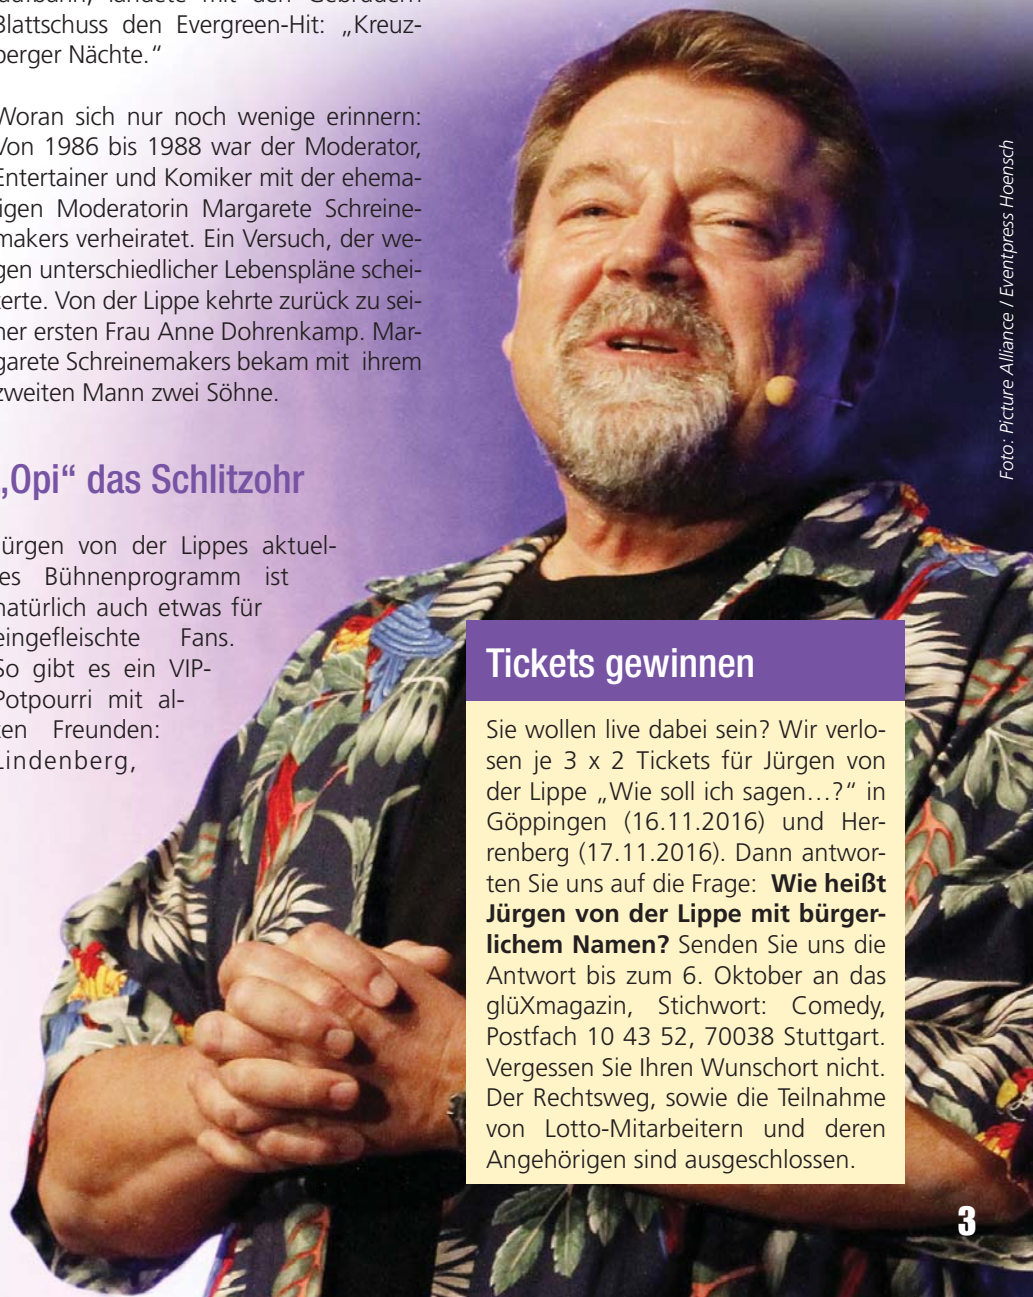 Blattschuss den Evergreen-Hit: „Kreuz-
berger Nächte.“
Woran sich nur noch wenige erinnern:
Von 1986 bis 1988 war der Moderator,
Entertainer und Komiker mit der ehema-
ligen Moderatorin Margarete Schreine-
makers verheiratet. Ein Versuch, der we-
gen unterschiedlicher Lebenspläne schei-
terte. Von der Lippe kehrte zurück zu sei-
ner ersten Frau Anne Dohrenkamp. Mar-
garete Schreinemakers bekam mit ihrem
zweiten Mann zwei Söhne.
„Opi“ das Schlitzohr
Jürgen von der Lippes aktuel-
les Bühnenprogramm ist
natürlich auch etwas für
eingefleischte Fans.
So gibt es ein VIP-
Potpourri mit al-
ten Freunden:
Lindenberg,
Tickets gewinnen
Sie wollen live dabei sein? Wir verlo-
sen je 3 x 2 Tickets für Jürgen von
der Lippe „Wie soll ich sagen…?“ in
Göppingen (16.11.2016) und Her-
renberg (17.11.2016). Dann antwor-
ten Sie uns auf die Frage: Wie heißt
Jürgen von der Lippe mit bürger-
lichem Namen? Senden Sie uns die
Antwort bis zum 6. Oktober an das
glüXmagazin, Stichwort: Comedy,
Postfach 10 43 52, 70038 Stuttgart.
Vergessen Sie Ihren Wunschort nicht.
Der Rechtsweg, sowie die Teilnahme
von Lotto-Mitarbeitern und deren
Angehörigen sind ausgeschlossen.
Foto: Picture Alliance / Eventpress Hoensch
3